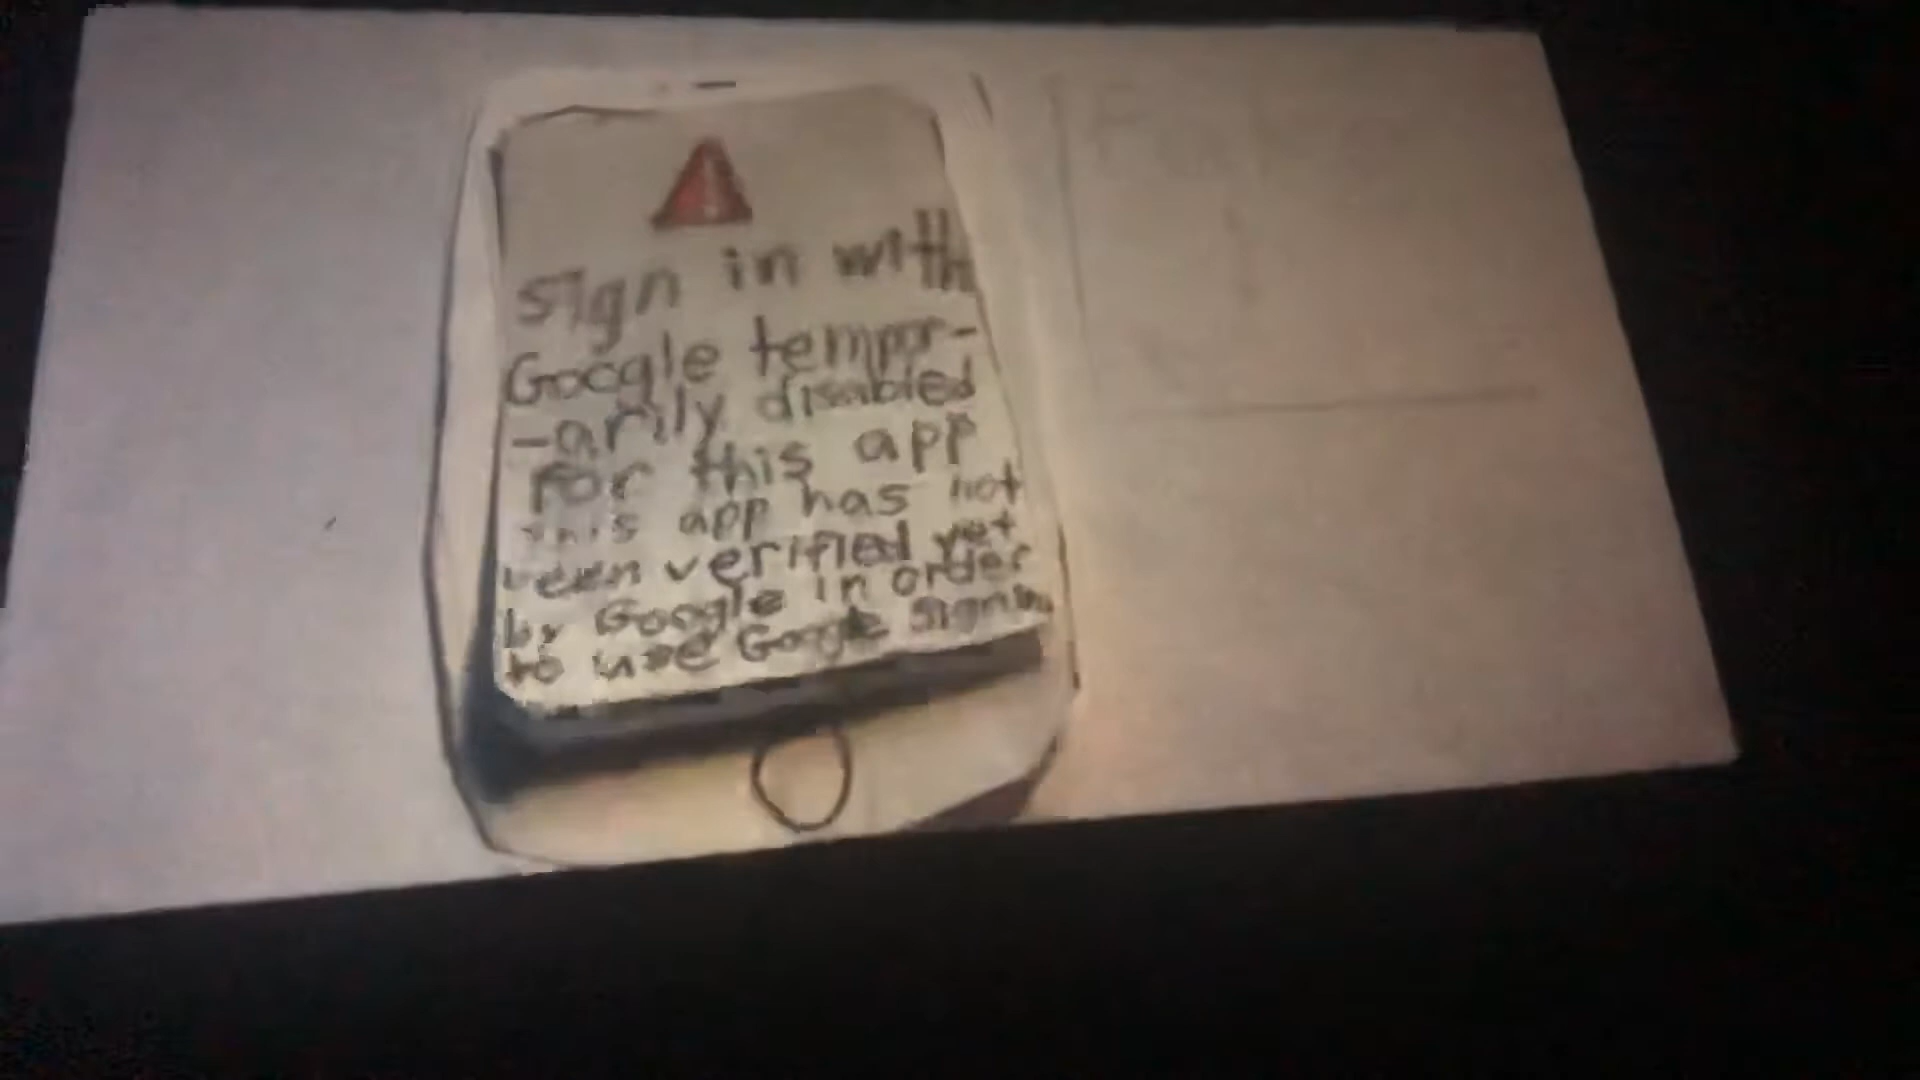 sign in with
Google tempor-
-arily disabled
for this app
this app has not
been verified yet
by Google in order
to use Google sign in